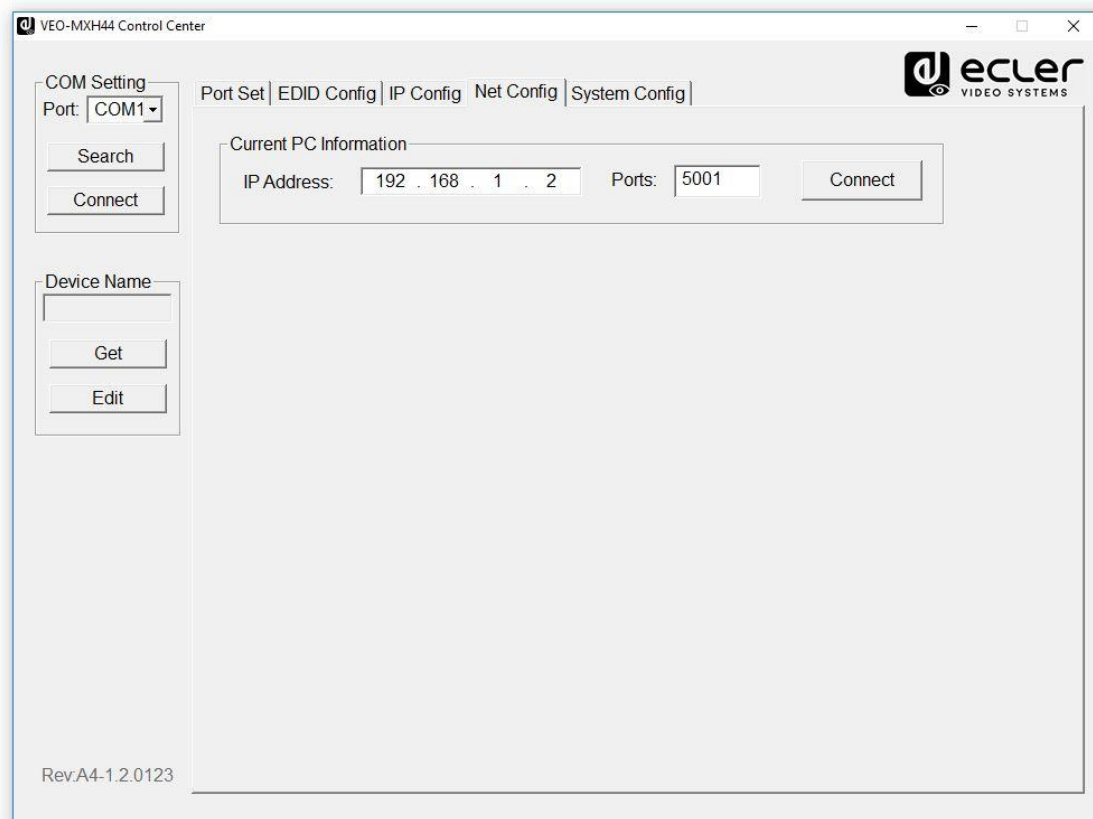 VEO-MXH44 Control Center
ecler
VIDEO SYSTEMS
COM Setting
Port: COM1
Search
Connect
Device Name
Get
Edit
Rev:A4-1.2.0123
Port Set EDID Config IP Config Net Config System Config
Current PC Information
IP Address: 192 . 168 . 1 . 2 Ports: 5001 Connect